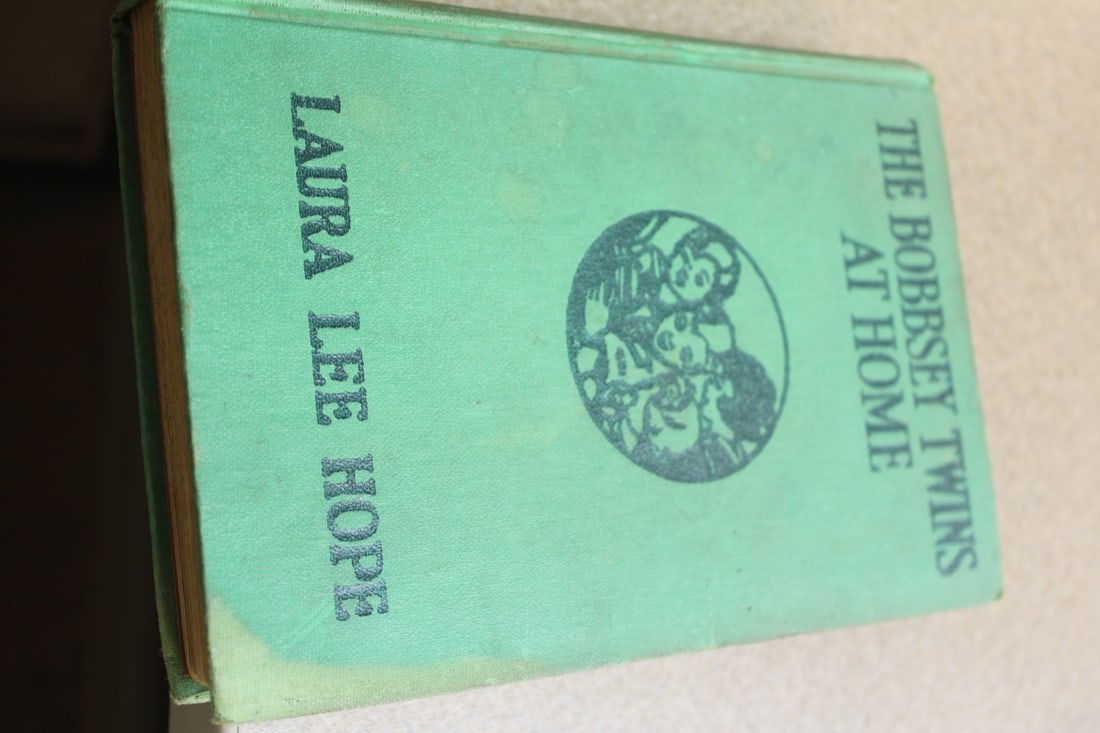 THE BOBBSEY TWINS
AT HOME
LAURA LEE HOPE